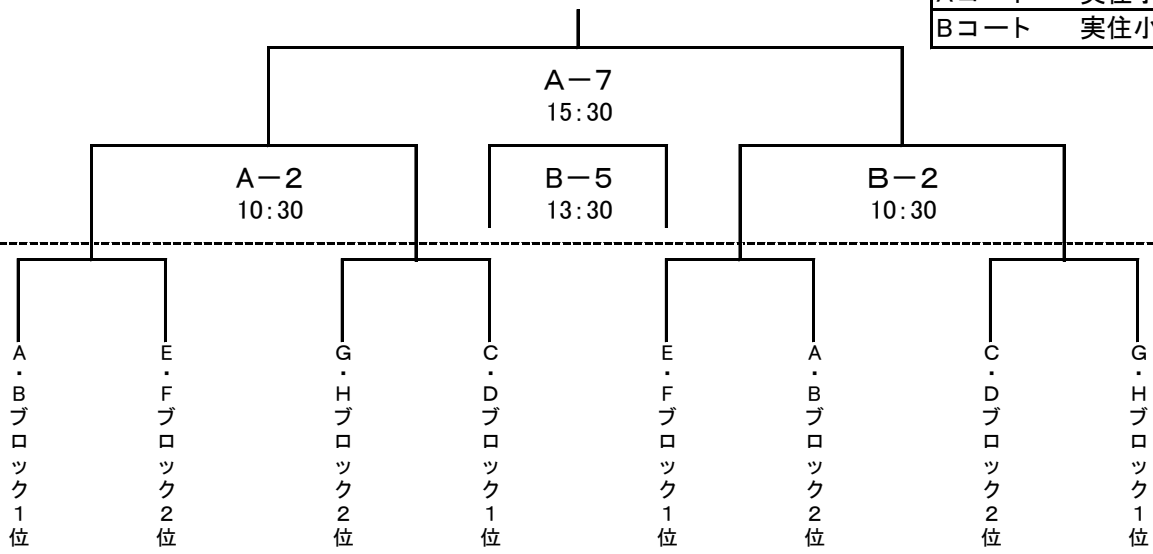 Bコート 実住小
A-7
15:30
A-2
10:30
B-5
13:30
B-2
10:30
A・Bブロック1位
E・Fブロック2位
G・Hブロック2位
C・Dブロック1位
E・Fブロック1位
A・Bブロック2位
C・Dブロック2位
G・Hブロック1位